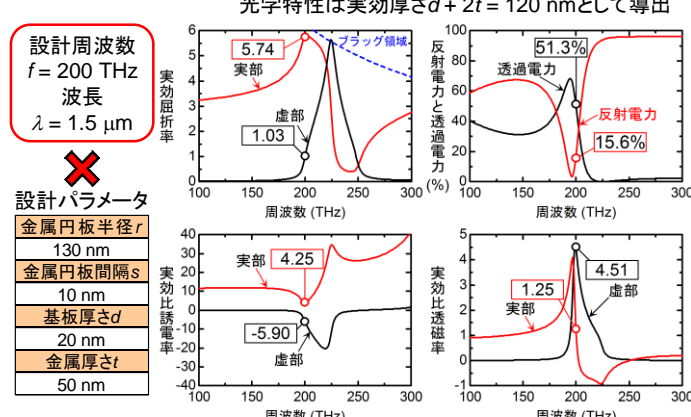 光学特性は実効厚さd + 2t = 120 nmとして導出
設計周波数
f = 200 THz
波長
λ = 1.5 μm
設計パラメータ
金属円板半径r
130 nm
金属円板間隔s
10 nm
基板厚さd
20 nm
金属厚さt
50 nm
実効屈折率
6
5
4
3
2
1
0
5.74
実部
ブラッグ領域
虚部
1.03
100 150 200 250 300
周波数 (THz)
反射電力と透過電力
(%)
100
80
60
40
20
0
51.3%
透過電力
反射電力
15.6%
100 150 200 250 300
周波数 (THz)
実効比誘電率
40
30
20
10
0
-10
-20
-30
-40
実部
4.25
-5.90
虚部
100 150 200 250 300
周波数 (THz)
実効比透磁率
5
4
3
2
1
0
-1
4.51
1.25
虚部
実部
100 150 200 250 300
周波数 (THz)